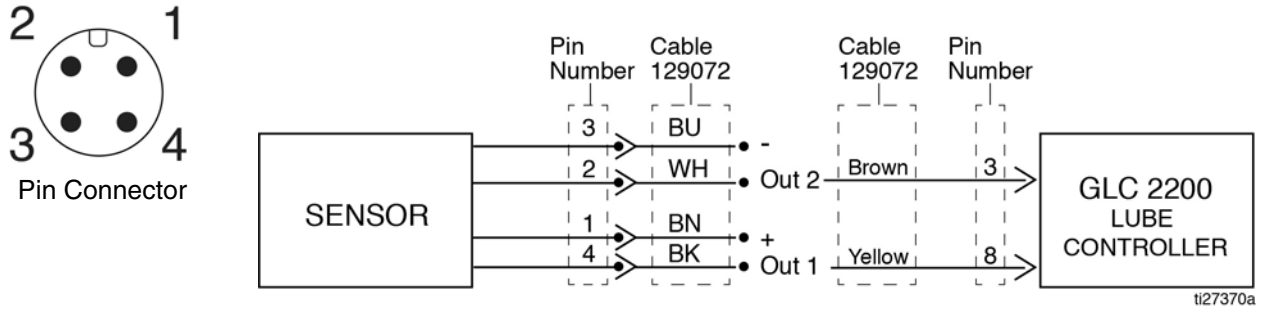 2 1
3 4
Pin Connector
Pin
Number
Cable
129072
Cable
129072
Pin
Number
SENSOR
3 BU -
2 WH Out 2 Brown 3
1 BN +
4 BK Out 1 Yellow 8
GLC 2200
LUBE
CONTROLLER
ti27370a